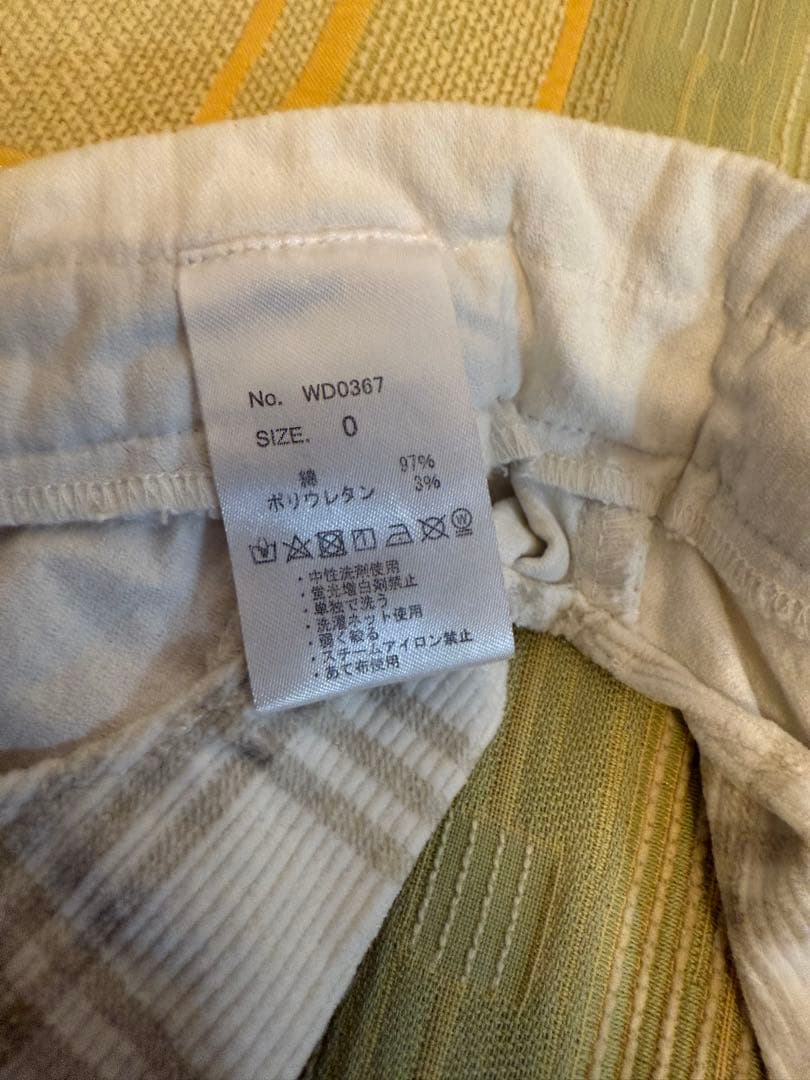 No. WD0367
SIZE. 0
綿 97%
ポリウレタン 3%
W
・中性洗剤使用
・蛍光増白剤禁止
・単独で洗う
・洗濯ネット使用
・弱く絞る
・スチームアイロン禁止
・あて布使用